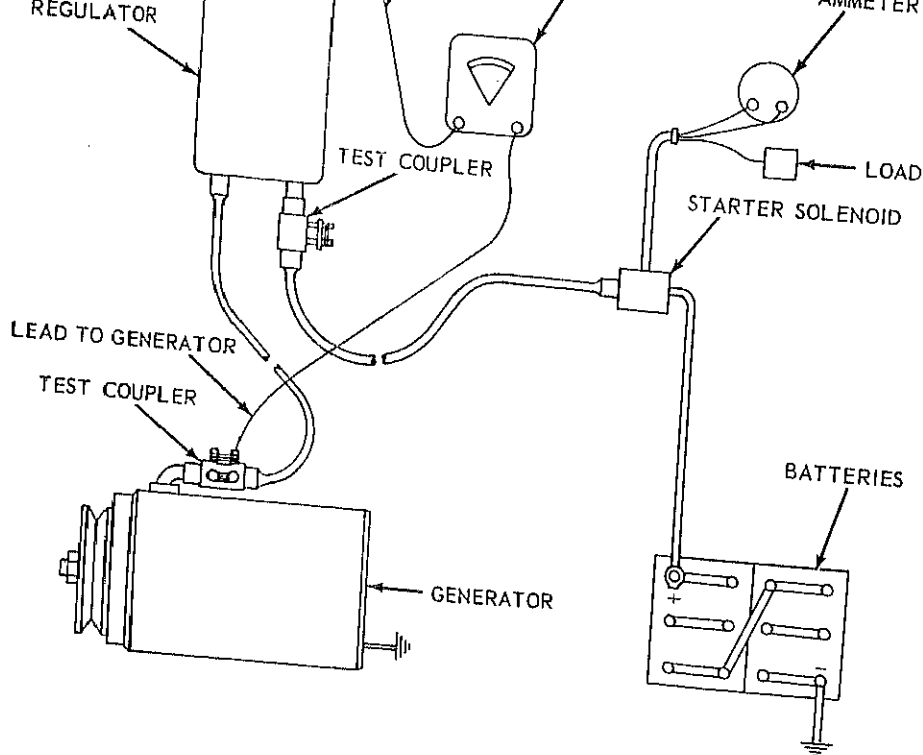 REGULATOR
AMMETER
TEST COUPLER
LOAD
STARTER SOLENOID
LEAD TO GENERATOR
TEST COUPLER
BATTERIES
GENERATOR
+
-